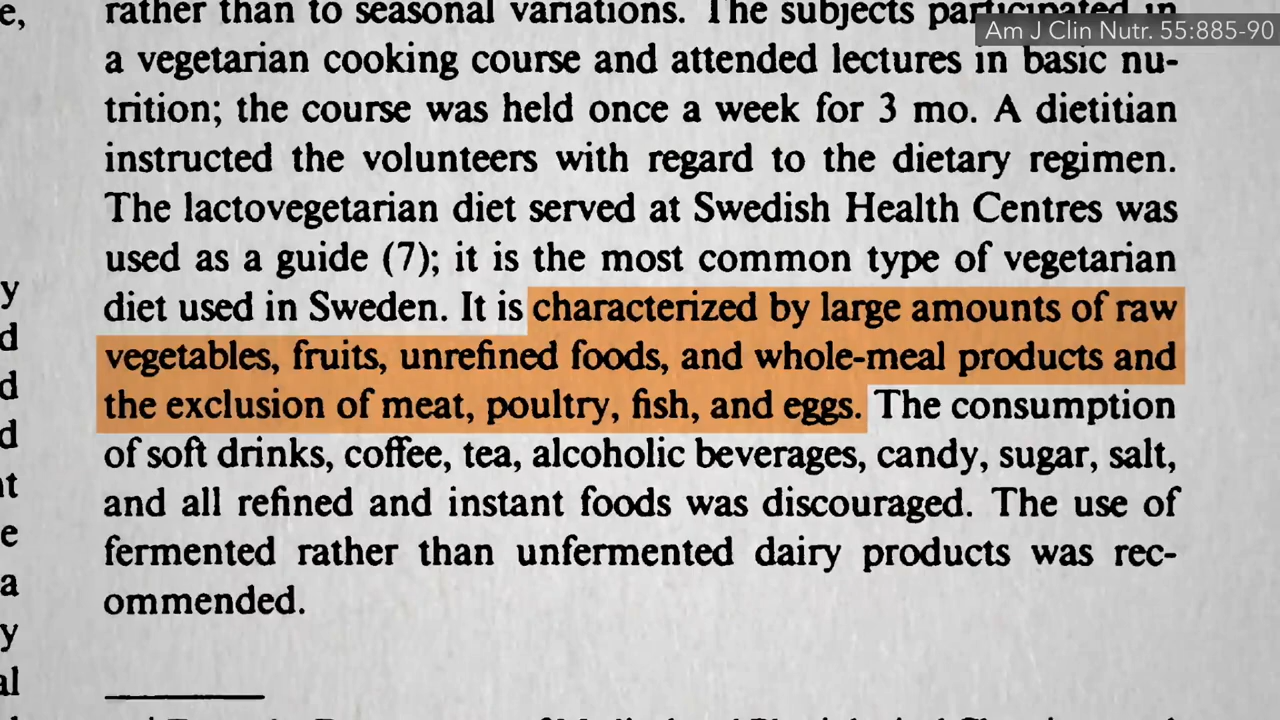 rather than to seasonal variations. The subjects participated in
Am J Clin Nutr. 55:885-90
a vegetarian cooking course and attended lectures in basic nu-
trition; the course was held once a week for 3 mo. A dietitian
instructed the volunteers with regard to the dietary regimen.
The lactovegetarian diet served at Swedish Health Centres was
used as a guide (7); it is the most common type of vegetarian
diet used in Sweden. It is characterized by large amounts of raw
vegetables, fruits, unrefined foods, and whole-meal products and
the exclusion of meat, poultry, fish, and eggs. The consumption
of soft drinks, coffee, tea, alcoholic beverages, candy, sugar, salt,
and all refined and instant foods was discouraged. The use of
fermented rather than unfermented dairy products was rec-
ommended.